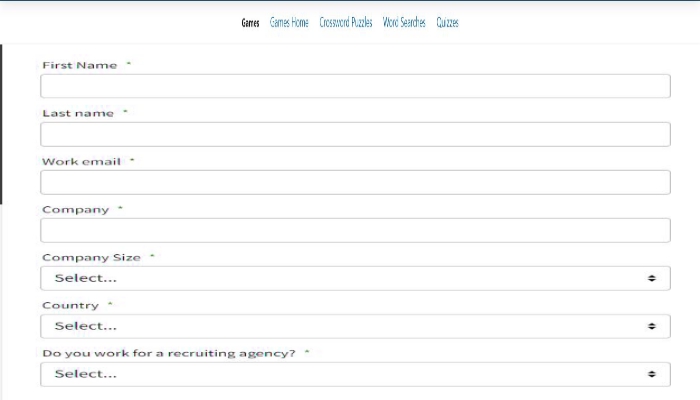 Games Games Home Crossword Puzzles Word Searches Quizzes
First Name *
Last name *
Work email *
Company *
Company Size *
Select...
Country *
Select...
Do you work for a recruiting agency? *
Select...